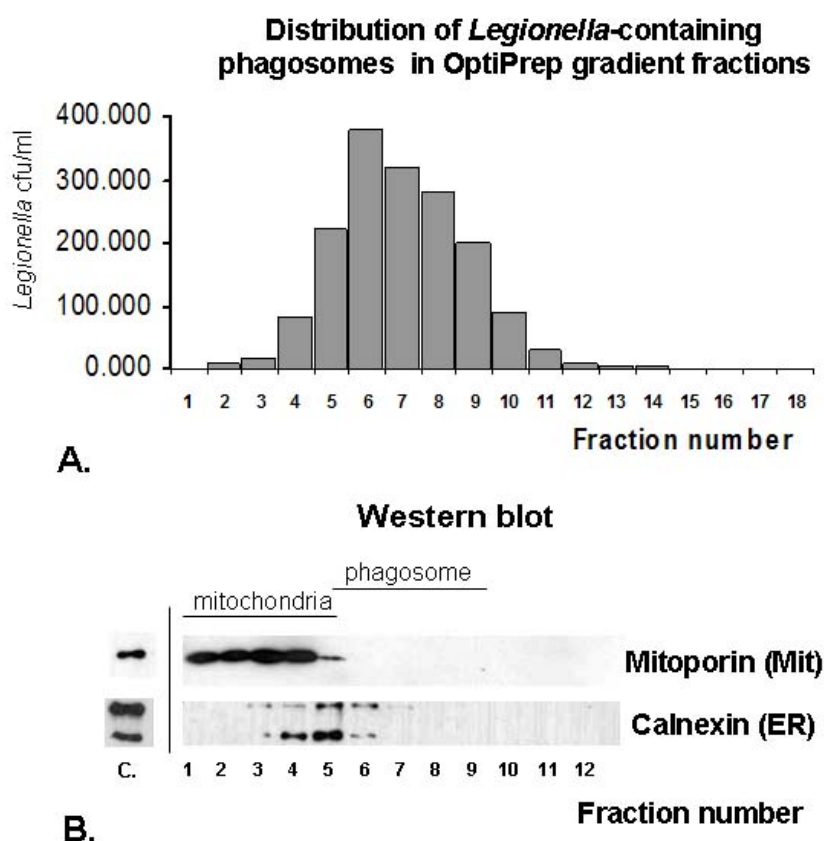 Distribution of Legionella-containing
phagosomes in OptiPrep gradient fractions
Legionella cfu/ml
400.000
300.000
200.000
100.000
0.000
1 2 3 4 5 6 7 8 9 10 11 12 13 14 15 16 17 18
Fraction number
A.
Western blot
phagosome
mitochondria
Mitoporin (Mit)
Calnexin (ER)
C. 1 2 3 4 5 6 7 8 9 10 11 12
Fraction number
B.